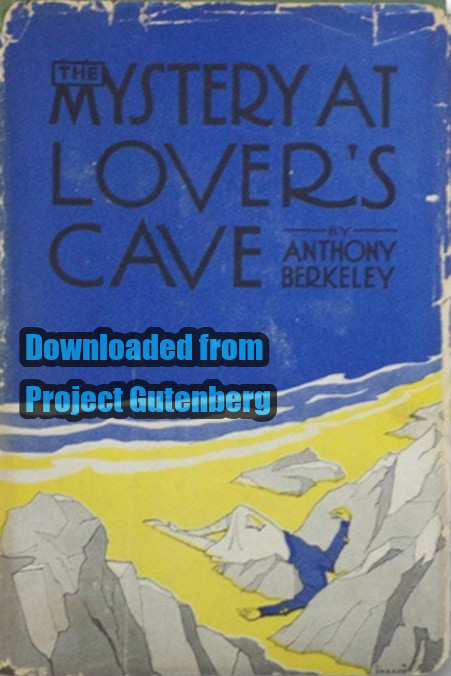 THE
MYSTERY AT
LOVER'S
CAVE
BY
ANTHONY
BERKELEY
Downloaded from
Project Gutenberg